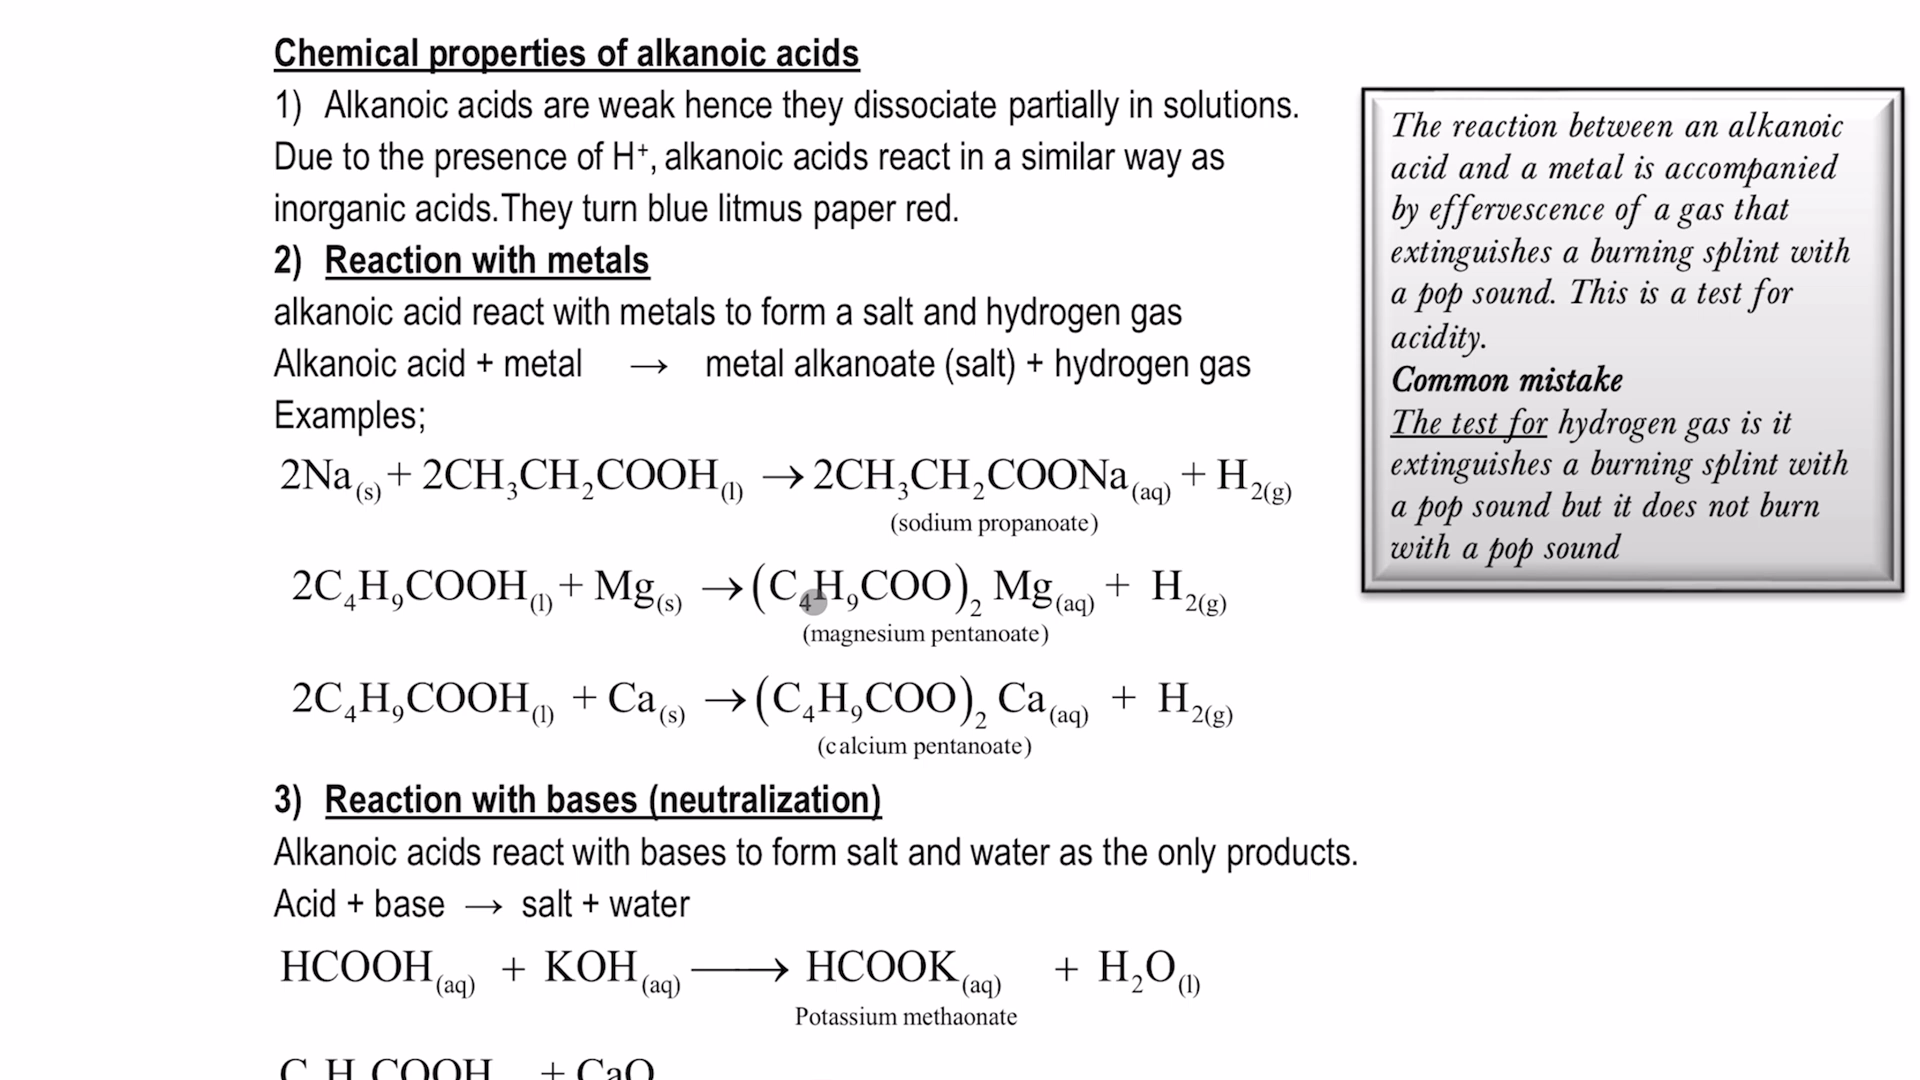 Chemical properties of alkanoic acids
1) Alkanoic acids are weak hence they dissociate partially in solutions.
Due to the presence of H⁺, alkanoic acids react in a similar way as
inorganic acids.They turn blue litmus paper red.
2) Reaction with metals
alkanoic acid react with metals to form a salt and hydrogen gas
Alkanoic acid + metal → metal alkanoate (salt) + hydrogen gas
Examples;
2Na(s) + 2CH₃CH₂COOH(l) → 2CH₃CH₂COONa(aq) + H₂(g)
(sodium propanoate)
2C₄H₉COOH(l) + Mg(s) → (C₄H₉COO)₂ Mg(aq) + H₂(g)
(magnesium pentanoate)
2C₄H₉COOH(l) + Ca(s) → (C₄H₉COO)₂ Ca(aq) + H₂(g)
(calcium pentanoate)
3) Reaction with bases (neutralization)
Alkanoic acids react with bases to form salt and water as the only products.
Acid + base → salt + water
HCOOH(aq) + KOH(aq) ⟶ HCOOK(aq) + H₂O(l)
Potassium methaonate
The reaction between an alkanoic
acid and a metal is accompanied
by effervescence of a gas that
extinguishes a burning splint with
a pop sound. This is a test for
acidity.
Common mistake
The test for hydrogen gas is it
extinguishes a burning splint with
a pop sound but it does not burn
with a pop sound